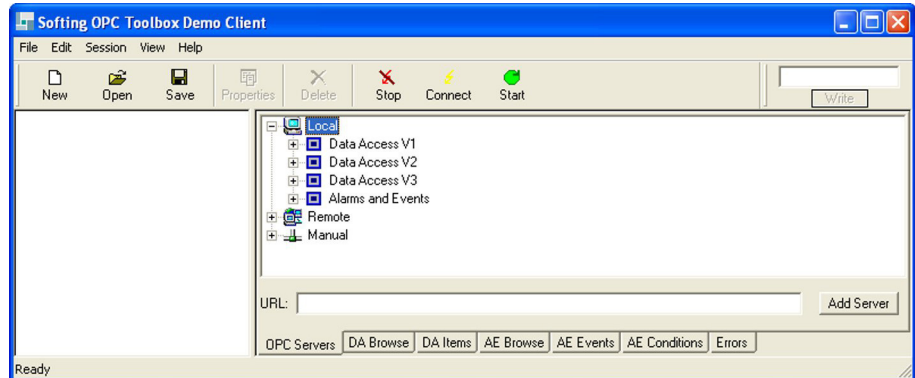 Softing OPC Toolbox Demo Client
File Edit Session View Help
New Open Save Properties Delete Stop Connect Start Write
Local
Data Access V1
Data Access V2
Data Access V3
Alarms and Events
Remote
Manual
URL: Add Server
OPC Servers DA Browse DA Items AE Browse AE Events AE Conditions Errors
Ready